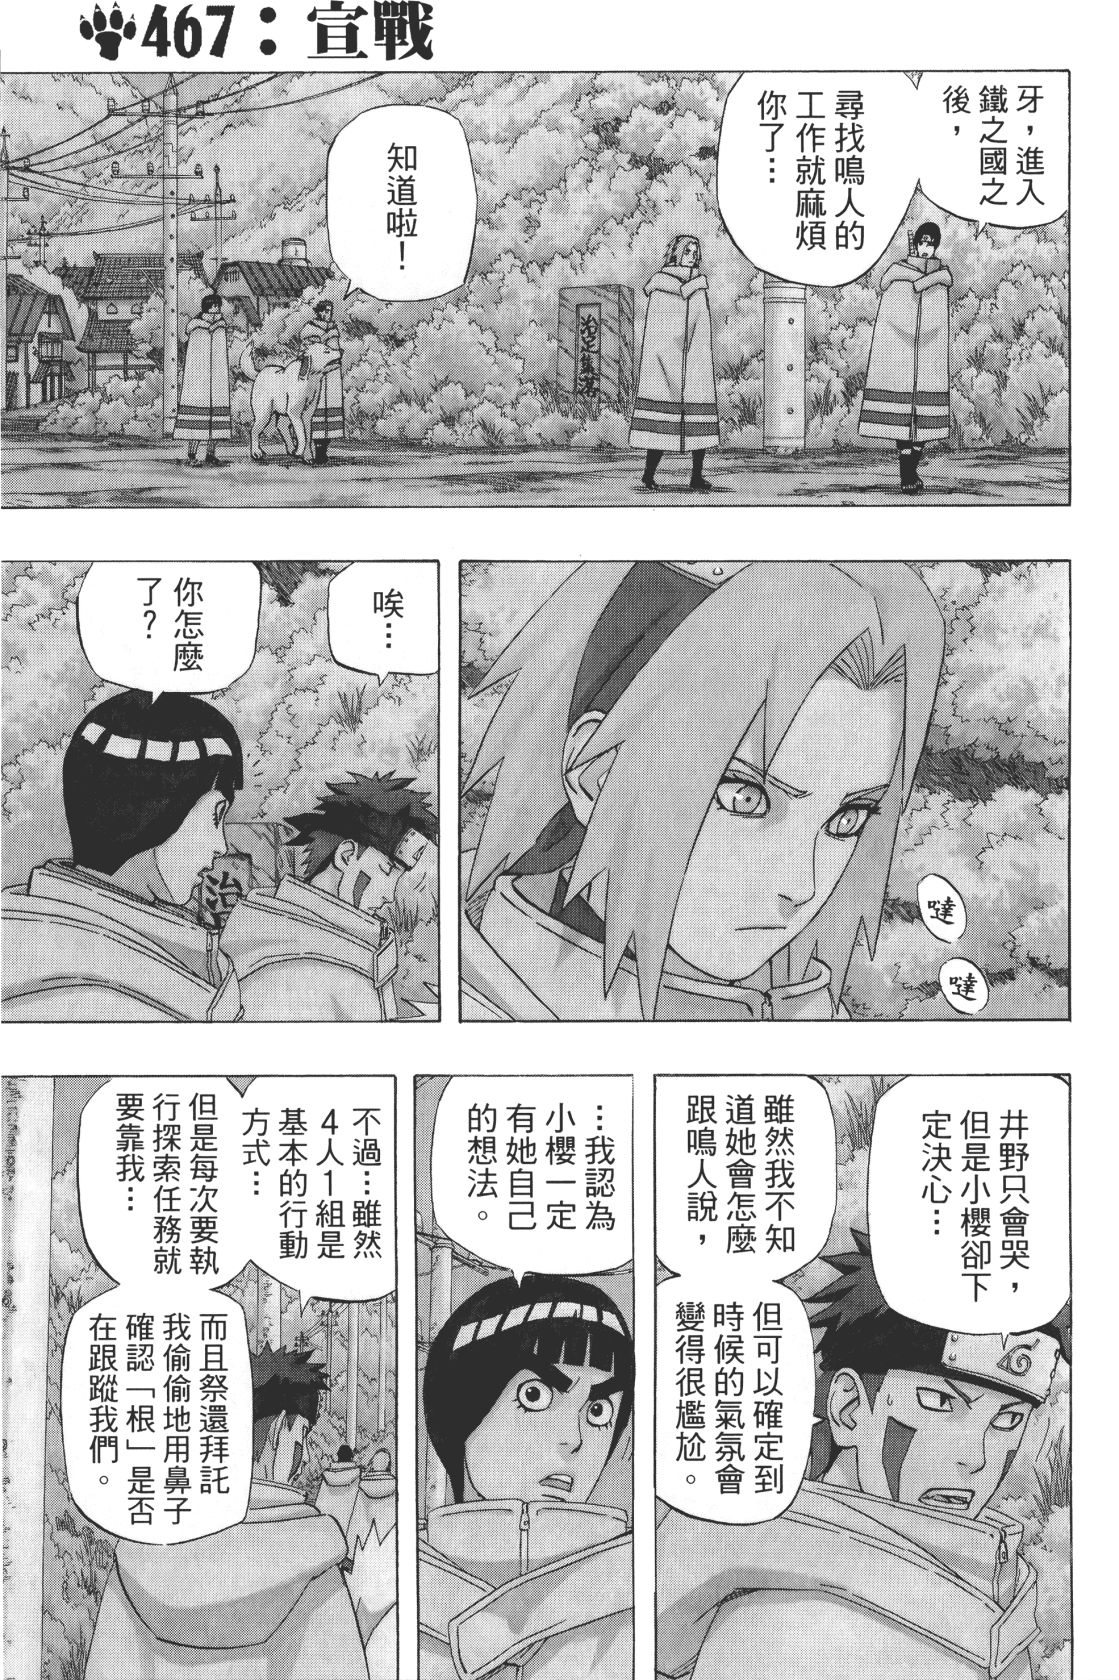 467：宣戰
牙，進入
鐵之國之
後，
尋找鳴人的
工作就麻煩
你了…
知道啦！
治足集落
噠
噠
唉…
你怎麼
了？
治
井野只會哭，
但是小櫻卻下
定決心…
雖然我不知
道她會怎麼
跟鳴人說，
但可以確定到
時候的氣氛會
變得很尷尬。
…我認為
小櫻一定
有她自己
的想法。
不過…雖然
4人1組是
基本的行動
方式…
但是每次要執
行探索任務就
要靠我…
而且祭還拜託
我偷偷地用鼻子
確認「根」是否
在跟蹤我們。